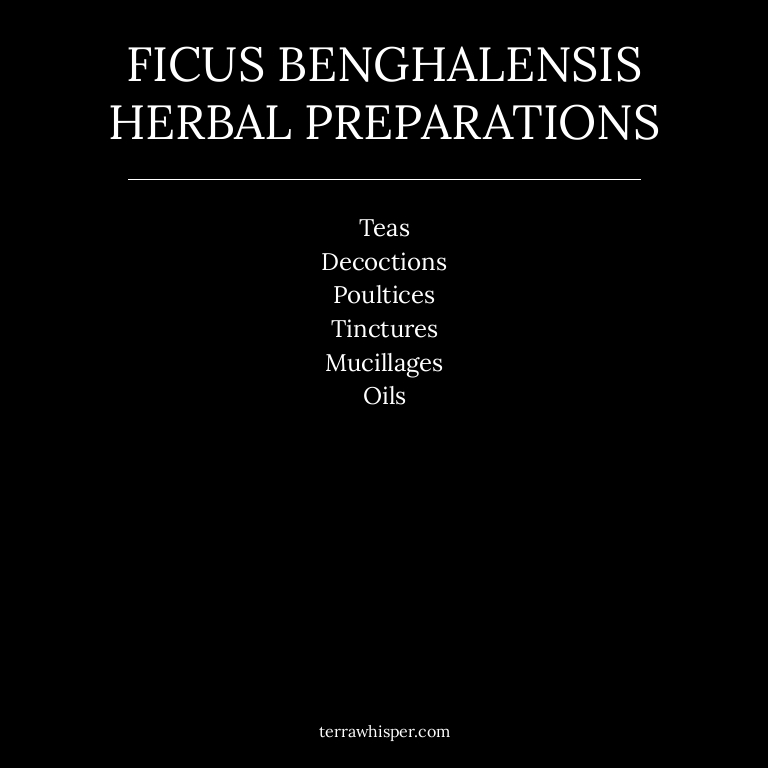 FICUS BENGHALENSIS
HERBAL PREPARATIONS
Teas
Decoctions
Poultices
Tinctures
Mucillages
Oils
terrawhisper.com